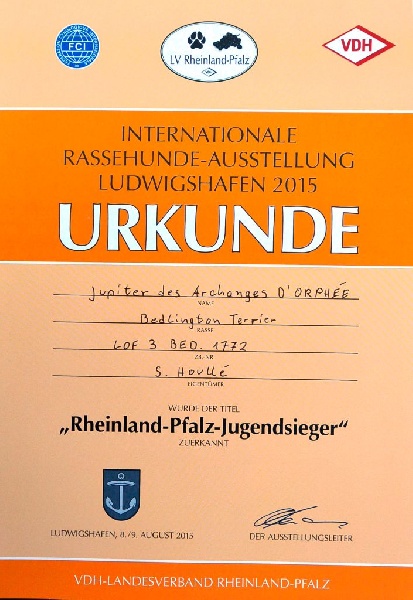 FCI
LV Rheinland-Pfalz
VDH
INTERNATIONALE
RASSEHUNDE-AUSSTELLUNG
LUDWIGSHAFEN 2015
URKUNDE
Jupiter des Archanges D'ORPHÉE
NAME
Bedlington Terrier
RASSE
LOF 3 BED. 1772
ZB.-NR
S. Houllé
EIGENTÜMER
WURDE DER TITEL
„Rheinland-Pfalz-Jugendsieger“
ZUERKANNT
LUDWIGSHAFEN, 8./9. AUGUST 2015
DER AUSSTELLUNGSLEITER
VDH-LANDESVERBAND RHEINLAND-PFALZ